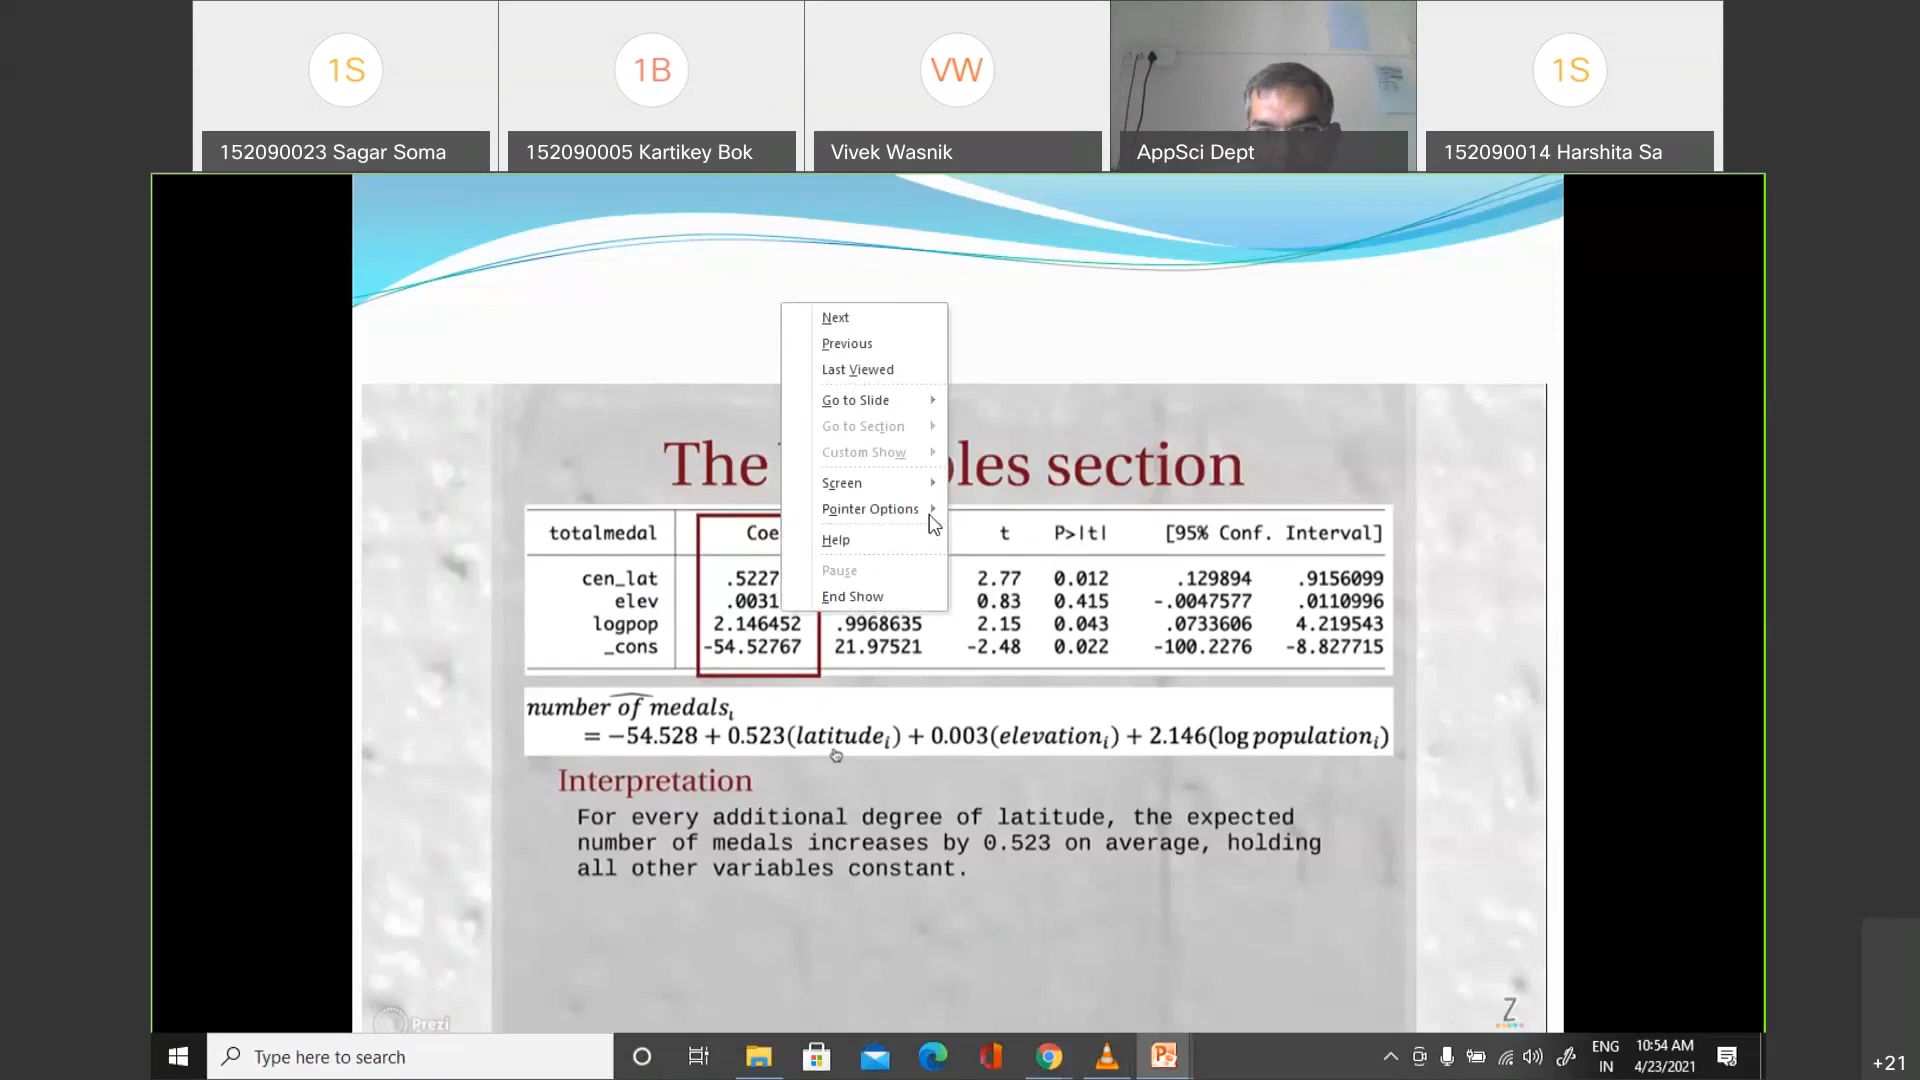 1S
1B
VW
1S
152090023 Sagar Soma
152090005 Kartikey Bok
Vivek Wasnik
AppSci Dept
152090014 Harshita Sa
Next
Previous
Last Viewed
Go to Slide
Go to Section
Custom Show
Screen
Pointer Options
Help
Pause
End Show
The bles section
totalmedal Coe t P>|t| [95% Conf. Interval]
cen_lat .5227 2.77 0.012 .129894 .9156099
elev .0031 0.83 0.415 -.0047577 .0110996
logpop 2.146452 .9968635 2.15 0.043 .0733606 4.219543
_cons -54.52767 21.97521 -2.48 0.022 -100.2276 -8.827715
number of medalsᵢ
= −54.528 + 0.523(latitudeᵢ) + 0.003(elevationᵢ) + 2.146(log populationᵢ)
Interpretation
For every additional degree of latitude, the expected
number of medals increases by 0.523 on average, holding
all other variables constant.
Prezi
Z
Type here to search
ENG
IN
10:54 AM
4/23/2021
+21